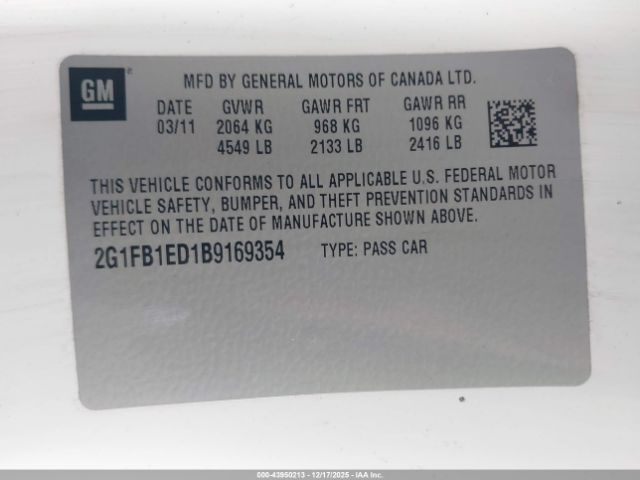 GM
MFD BY GENERAL MOTORS OF CANADA LTD.
DATE GVWR GAWR FRT GAWR RR
03/11 2064 KG 968 KG 1096 KG
4549 LB 2133 LB 2416 LB
THIS VEHICLE CONFORMS TO ALL APPLICABLE U.S. FEDERAL MOTOR
VEHICLE SAFETY, BUMPER, AND THEFT PREVENTION STANDARDS IN
EFFECT ON THE DATE OF MANUFACTURE SHOWN ABOVE.
2G1FB1ED1B9169354 TYPE: PASS CAR
000-43950213 - 12/17/2025 - IAA, Inc.